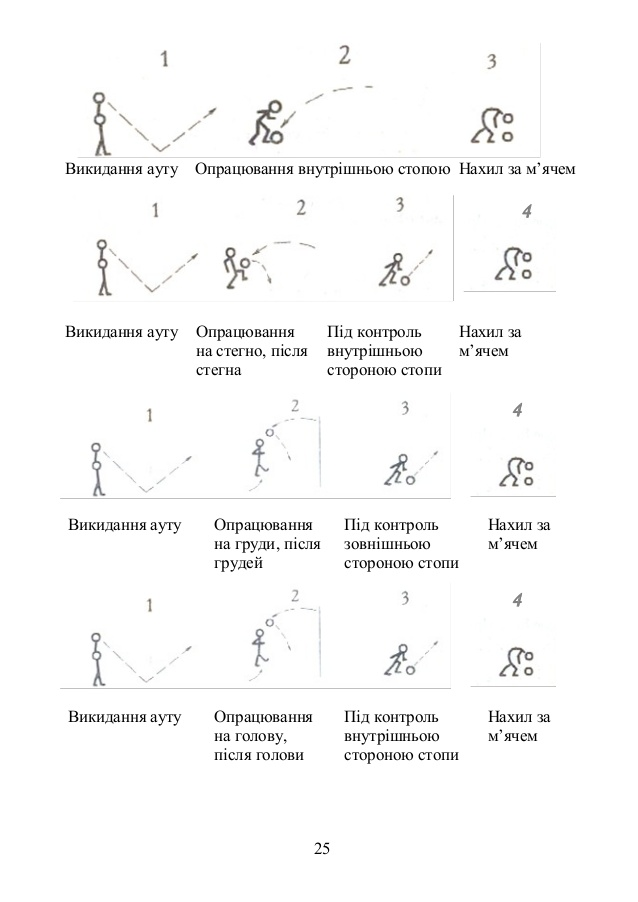 1 2 3
Викидання ауту Опрацювання внутрішньою стопою Нахил за м’ячем
1 2 3 4
Викидання ауту Опрацювання Під контроль Нахил за
на стегно, після внутрішньою м’ячем
стегна стороною стопи
1 2 3 4
Викидання ауту Опрацювання Під контроль Нахил за
на груди, після зовнішньою м’ячем
грудей стороною стопи
1 2 3 4
Викидання ауту Опрацювання Під контроль Нахил за
на голову, внутрішньою м’ячем
після голови стороною стопи
25